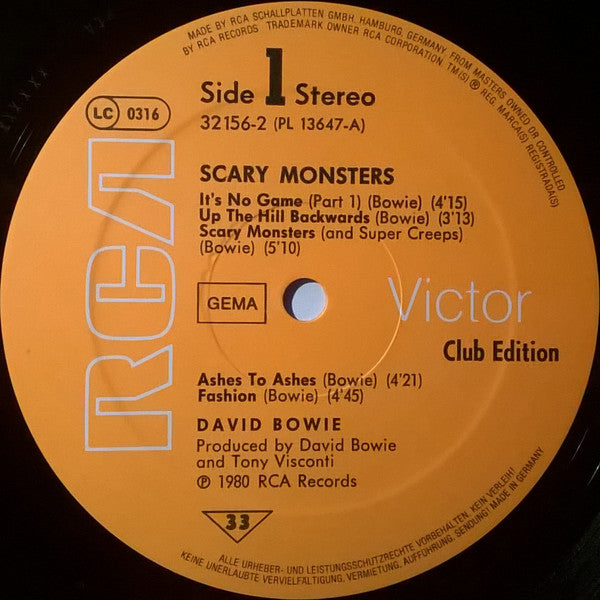 MADE BY RCA SCHALLPLATTEN GMBH, HAMBURG, GERMANY, FROM MASTERS OWNED OR CONTROLLED
BY RCA RECORDS TRADEMARK OWNER RCA CORPORATION TM(S) ® REG. MARCA(S) REGISTRADA(S)
Side 1 Stereo
32156-2 (PL 13647-A)
LC 0316
RCA
SCARY MONSTERS
It's No Game (Part 1) (Bowie) (4'15)
Up The Hill Backwards (Bowie) (3'13)
Scary Monsters (and Super Creeps)
(Bowie) (5'10)
GEMA
Victor
Club Edition
Ashes To Ashes (Bowie) (4'21)
Fashion (Bowie) (4'45)
DAVID BOWIE
Produced by David Bowie
and Tony Visconti
℗ 1980 RCA Records
33
ALLE URHEBER- UND LEISTUNGSSCHUTZRECHTE VORBEHALTEN. KEIN VERLEIH!
KEINE UNERLAUBTE VERVIELFÄLTIGUNG, VERMIETUNG, AUFFÜHRUNG, SENDUNG! MADE IN GERMANY